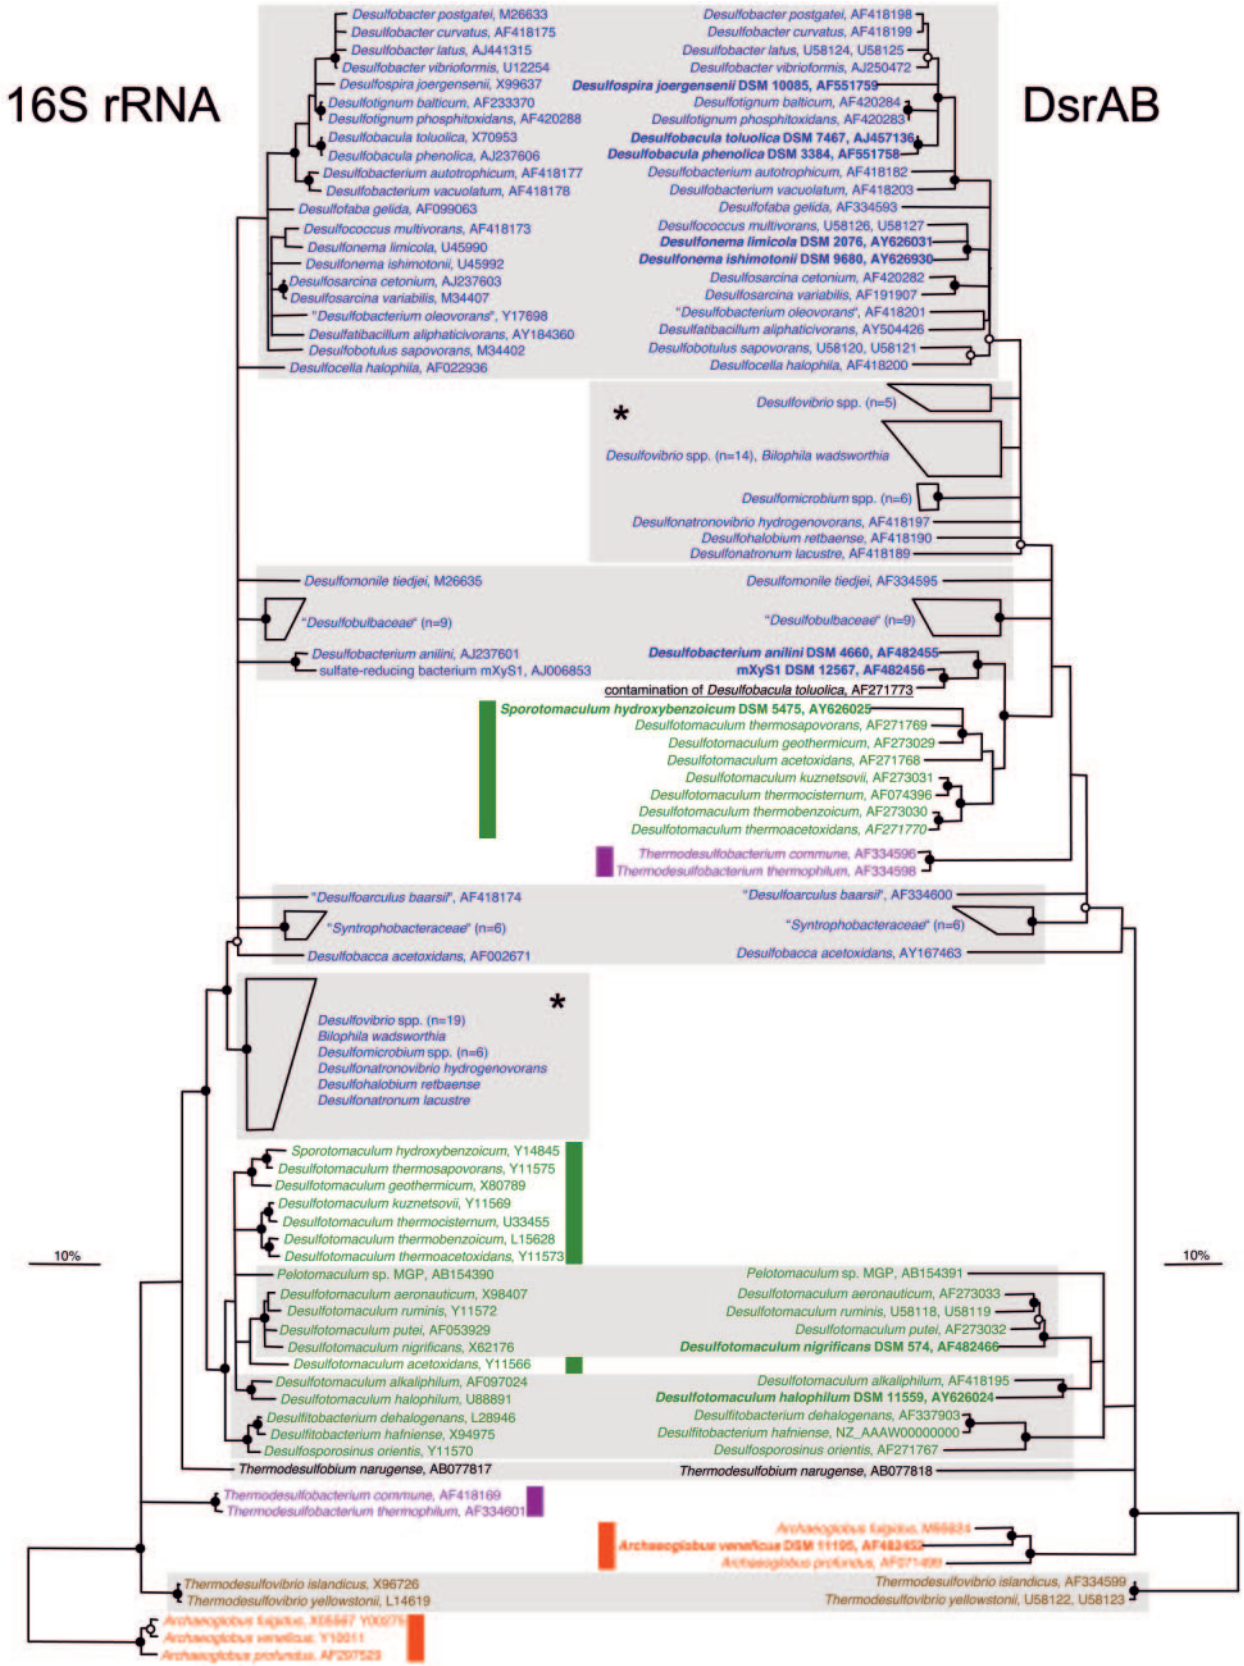 16S rRNA
DsrAB
Desulfobacter postgatei, M26633
Desulfobacter curvatus, AF418175
Desulfobacter latus, AJ441315
Desulfobacter vibrioformis, U12254
Desulfospira joergensenii, X99637
Desulfotignum balticum, AF233370
Desulfotignum phosphitoxidans, AF420288
Desulfobacula toluolica, X70953
Desulfobacula phenolica, AJ237606
Desulfobacterium autotrophicum, AF418177
Desulfobacterium vacuolatum, AF418178
Desulfofaba gelida, AF099063
Desulfococcus multivorans, AF418173
Desulfonema limicola, U45990
Desulfonema ishimotonii, U45992
Desulfosarcina cetonium, AJ237603
Desulfosarcina variabilis, M34407
"Desulfobacterium oleovorans", Y17698
Desulfatibacillum aliphaticivorans, AY184360
Desulfobotulus sapovorans, M34402
Desulfocella halophila, AF022936
Desulfobacter postgatei, AF418198
Desulfobacter curvatus, AF418199
Desulfobacter latus, U58124, U58125
Desulfobacter vibrioformis, AJ250472
Desulfospira joergensenii DSM 10085, AF551759
Desulfotignum balticum, AF420284
Desulfotignum phosphitoxidans, AF420283
Desulfobacula toluolica DSM 7467, AJ457136
Desulfobacula phenolica DSM 3384, AF551758
Desulfobacterium autotrophicum, AF418182
Desulfobacterium vacuolatum, AF418203
Desulfofaba gelida, AF334593
Desulfococcus multivorans, U58126, U58127
Desulfonema limicola DSM 2076, AY626031
Desulfonema ishimotonii DSM 9680, AY626930
Desulfosarcina cetonium, AF420282
Desulfosarcina variabilis, AF191907
"Desulfobacterium oleovorans", AF418201
Desulfatibacillum aliphaticivorans, AY504426
Desulfobotulus sapovorans, U58120, U58121
Desulfocella halophila, AF418200
*
Desulfovibrio spp. (n=5)
Desulfovibrio spp. (n=14), Bilophila wadsworthia
Desulfomicrobium spp. (n=6)
Desulfonatronovibrio hydrogenovorans, AF418197
Desulfohalobium retbaense, AF418190
Desulfonatronum lacustre, AF418189
Desulfomonile tiedjei, M26635
"Desulfobulbaceae" (n=9)
Desulfobacterium anilini, AJ237601
sulfate-reducing bacterium mXyS1, AJ006853
Desulfomonile tiedjei, AF334595
"Desulfobulbaceae" (n=9)
Desulfobacterium anilini DSM 4660, AF482455
mXyS1 DSM 12567, AF482456
contamination of Desulfobacula toluolica, AF271773
Sporotomaculum hydroxybenzoicum DSM 5475, AY626025
Desulfotomaculum thermosapovorans, AF271769
Desulfotomaculum geothermicum, AF273029
Desulfotomaculum acetoxidans, AF271768
Desulfotomaculum kuznetsovii, AF273031
Desulfotomaculum thermocisternum, AF074396
Desulfotomaculum thermobenzoicum, AF273030
Desulfotomaculum thermoacetoxidans, AF271770
Thermodesulfobacterium commune, AF334596
Thermodesulfobacterium thermophilum, AF334598
"Desulfoarculus baarsii", AF418174
"Syntrophobacteraceae" (n=6)
Desulfobacca acetoxidans, AF002671
"Desulfoarculus baarsii", AF334600
"Syntrophobacteraceae" (n=6)
Desulfobacca acetoxidans, AY167463
*
Desulfovibrio spp. (n=19)
Bilophila wadsworthia
Desulfomicrobium spp. (n=6)
Desulfonatronovibrio hydrogenovorans
Desulfohalobium retbaense
Desulfonatronum lacustre
Sporotomaculum hydroxybenzoicum, Y14845
Desulfotomaculum thermosapovorans, Y11575
Desulfotomaculum geothermicum, X80789
Desulfotomaculum kuznetsovii, Y11569
Desulfotomaculum thermocisternum, U33455
Desulfotomaculum thermobenzoicum, L15628
Desulfotomaculum thermoacetoxidans, Y11573
10%
10%
Pelotomaculum sp. MGP, AB154390
Desulfotomaculum aeronauticum, X98407
Desulfotomaculum ruminis, Y11572
Desulfotomaculum putei, AF053929
Desulfotomaculum nigrificans, X62176
Desulfotomaculum acetoxidans, Y11566
Desulfotomaculum alkaliphilum, AF097024
Desulfotomaculum halophilum, U88891
Desulfitobacterium dehalogenans, L28946
Desulfitobacterium hafniense, X94975
Desulfosporosinus orientis, Y11570
Thermodesulfobium narugense, AB077817
Pelotomaculum sp. MGP, AB154391
Desulfotomaculum aeronauticum, AF273033
Desulfotomaculum ruminis, U58118, U58119
Desulfotomaculum putei, AF273032
Desulfotomaculum nigrificans DSM 574, AF482466
Desulfotomaculum alkaliphilum, AF418195
Desulfotomaculum halophilum DSM 11559, AY626024
Desulfitobacterium dehalogenans, AF337903
Desulfitobacterium hafniense, NZ_AAAW00000000
Desulfosporosinus orientis, AF271767
Thermodesulfobium narugense, AB077818
Thermodesulfobacterium commune, AF418169
Thermodesulfobacterium thermophilum, AF334601
Archaeoglobus fulgidus,
Archaeoglobus veneficus DSM 11195, AF482452
Archaeoglobus profundus, AF071499
Thermodesulfovibrio islandicus, X96726
Thermodesulfovibrio yellowstonii, L14619
Thermodesulfovibrio islandicus, AF334599
Thermodesulfovibrio yellowstonii, U58122, U58123
Archaeoglobus fulgidus, X05567 Y00275
Archaeoglobus veneficus, Y10011
Archaeoglobus profundus, AF297529